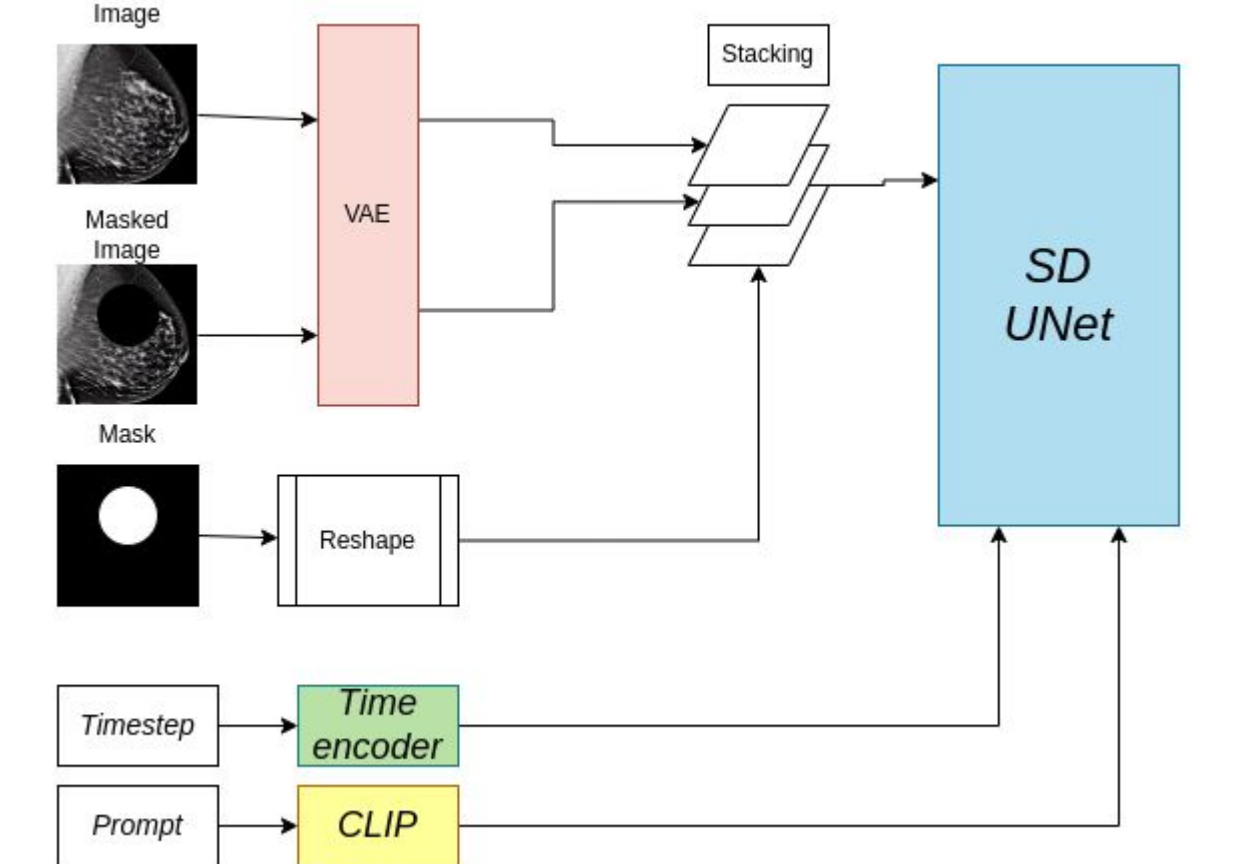 Image
Stacking
VAE
Masked
Image
SD
UNet
Mask
Reshape
Timestep
Time
encoder
Prompt
CLIP